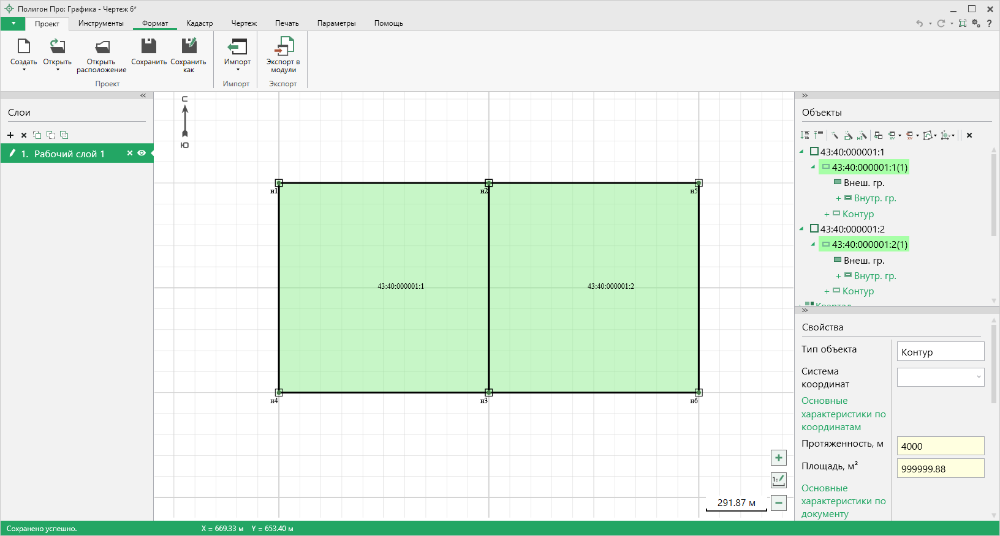 Полигон Про: Графика - Чертеж 6*
Проект Инструменты Формат Кадастр Чертеж Печать Параметры Помощь
?
Создать
Открыть
Открыть
расположение
Сохранить
Сохранить
как
Импорт
Экспорт в
модули
Проект
Импорт
Экспорт
Слои
1. Рабочий слой 1
С
Ю
н1
н2
н5
43:40:000001:1
43:40:000001:2
н4
н3
н6
1:
291.87 м
Объекты
43:40:000001:1
43:40:000001:1(1)
Внеш. гр.
+ Внутр. гр.
+ Контур
43:40:000001:2
43:40:000001:2(1)
Внеш. гр.
+ Внутр. гр.
+ Контур
Квартал
Свойства
Тип объекта
Контур
Система
координат
Основные
характеристики по
координатам
Протяженность, м
4000
Площадь, м²
999999.88
Основные
характеристики по
документу
Сохранено успешно.
X = 669.33 м Y = 653.40 м